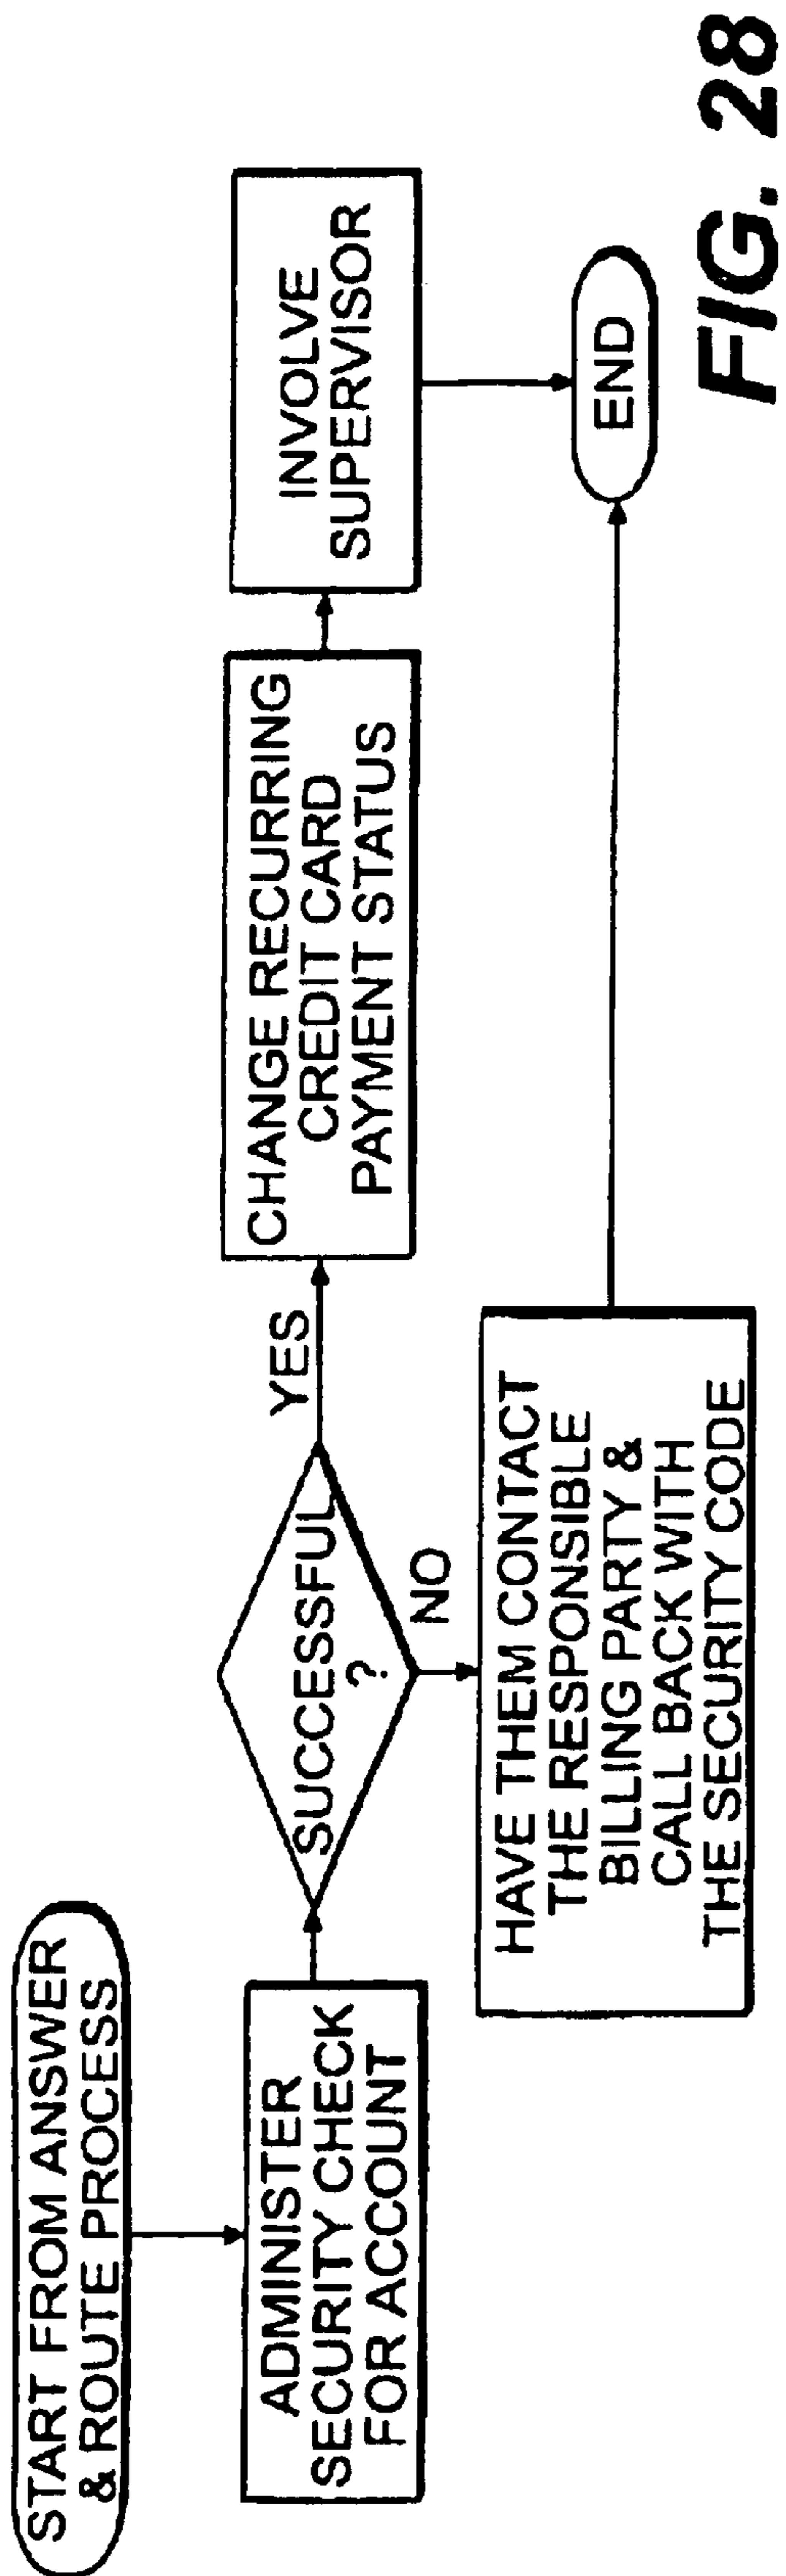 START FROM ANSWER
& ROUTE PROCESS
ADMINISTER
SECURITY CHECK
FOR ACCOUNT
SUCCESSFUL
?
YES
NO
CHANGE RECURRING
CREDIT CARD
PAYMENT STATUS
INVOLVE
SUPERVISOR
HAVE THEM CONTACT
THE RESPONSIBLE
BILLING PARTY &
CALL BACK WITH
THE SECURITY CODE
END
FIG. 28